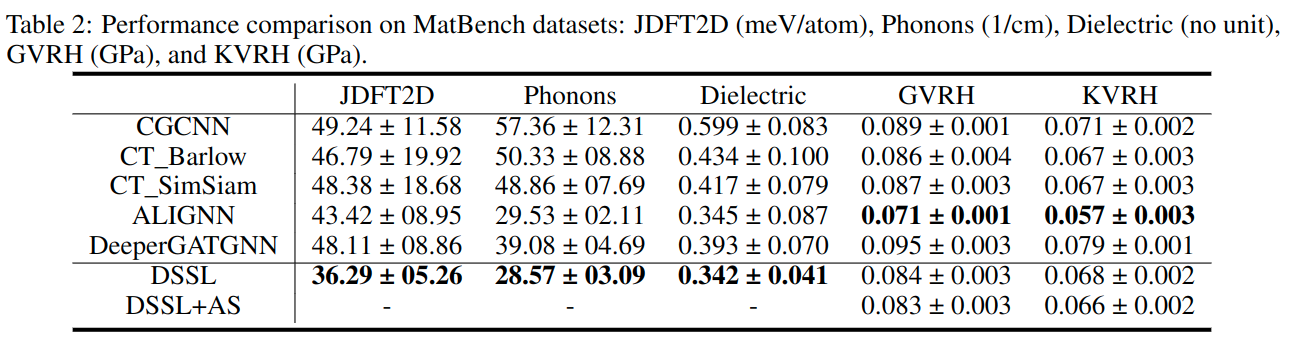 Table 2: Performance comparison on MatBench datasets: JDFT2D (meV/atom), Phonons (1/cm), Dielectric (no unit),
GVRH (GPa), and KVRH (GPa).
JDFT2D Phonons Dielectric GVRH KVRH
CGCNN 49.24 ± 11.58 57.36 ± 12.31 0.599 ± 0.083 0.089 ± 0.001 0.071 ± 0.002
CT_Barlow 46.79 ± 19.92 50.33 ± 08.88 0.434 ± 0.100 0.086 ± 0.004 0.067 ± 0.003
CT_SimSiam 48.38 ± 18.68 48.86 ± 07.69 0.417 ± 0.079 0.087 ± 0.003 0.067 ± 0.003
ALIGNN 43.42 ± 08.95 29.53 ± 02.11 0.345 ± 0.087 0.071 ± 0.001 0.057 ± 0.003
DeeperGATGNN 48.11 ± 08.86 39.08 ± 04.69 0.393 ± 0.070 0.095 ± 0.003 0.079 ± 0.001
DSSL 36.29 ± 05.26 28.57 ± 03.09 0.342 ± 0.041 0.084 ± 0.003 0.068 ± 0.002
DSSL+AS - - - 0.083 ± 0.003 0.066 ± 0.002